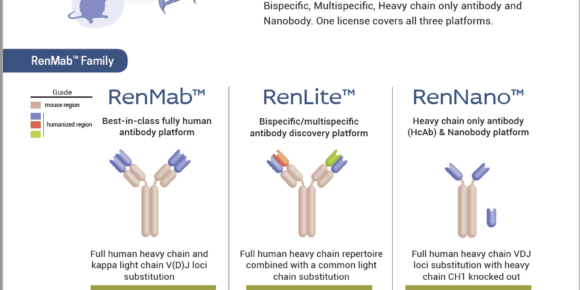 Bispecific, Multispecific, Heavy chain only antibody and
Nanobody. One license covers all three platforms.
RenMab™ Family
Guide
mouse region
humanized region
RenMab™
Best-in-class fully human
antibody platform
Full human heavy chain and
kappa light chain V(D)J loci
substitution
RenLite™
Bispecific/multispecific
antibody discovery platform
Full human heavy chain repertoire
combined with a common light
chain substitution
RenNano™
Heavy chain only antibody
(HcAb) & Nanobody platform
Full human heavy chain VDJ
loci substitution with heavy
chain CH1 knocked out